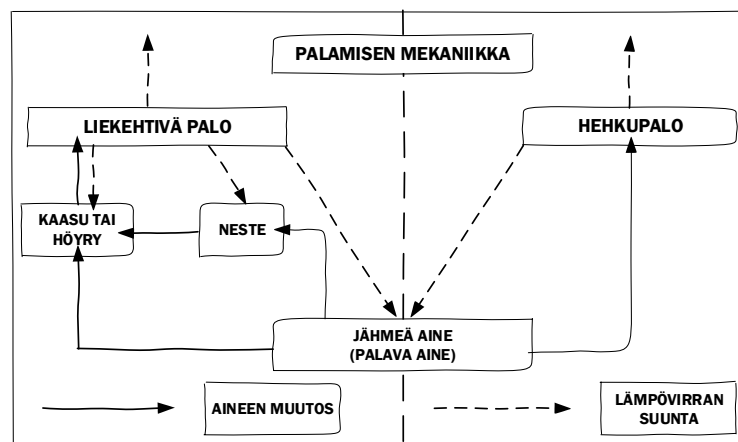 PALAMISEN MEKANIIKKA
LIEKEHTIVÄ PALO
HEHKUPALO
KAASU TAI
HÖYRY
NESTE
JÄHMEÄ AINE
(PALAVA AINE)
AINEEN MUUTOS
LÄMPÖVIRRAN
SUUNTA